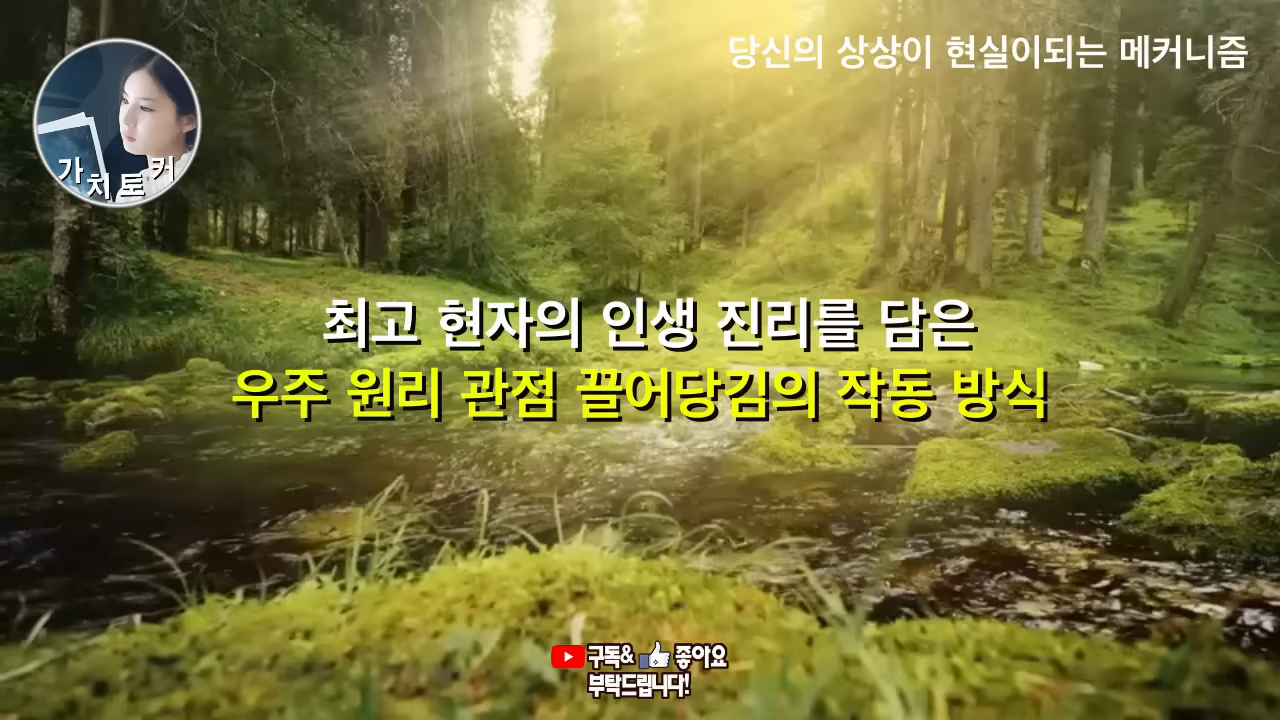 당신의 상상이 현실이되는 메커니즘
가치토커
최고 현자의 인생 진리를 담은
우주 원리 관점 끌어당김의 작동 방식
구독& 좋아요
부탁드립니다!